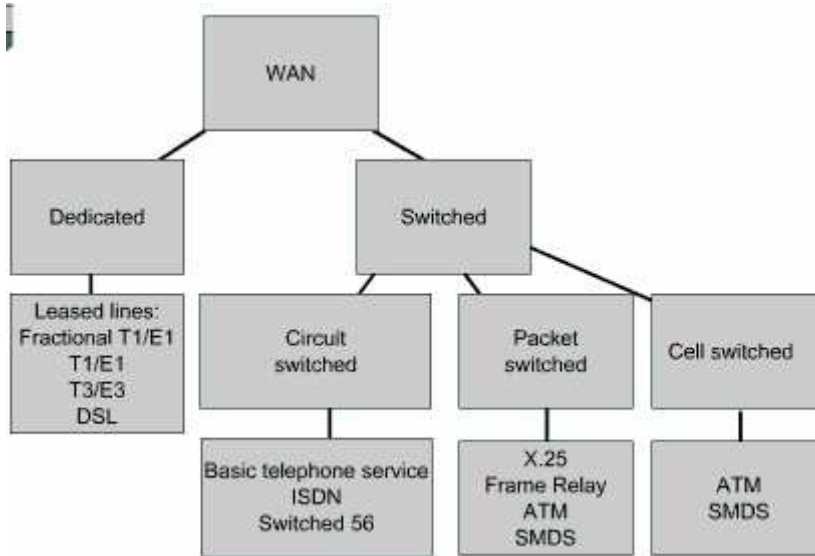 WAN
Dedicated
Switched
Leased lines:
Fractional T1/E1
T1/E1
T3/E3
DSL
Circuit
switched
Packet
switched
Cell switched
Basic telephone service
ISDN
Switched 56
X.25
Frame Relay
ATM
SMDS
ATM
SMDS